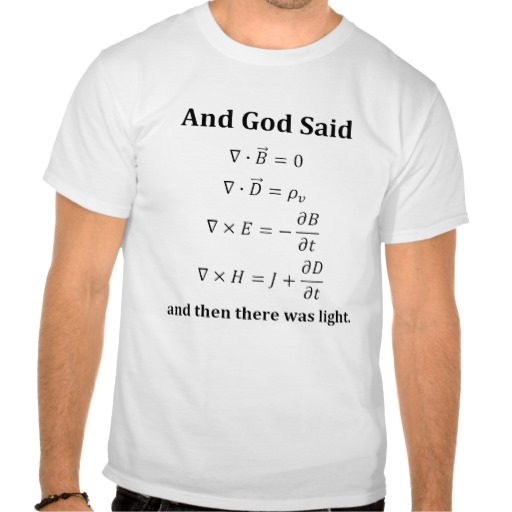 And God Said
∇ · B⃗ = 0
∇ · D⃗ = ρᵥ
∇ × E = −∂B/∂t
∇ × H = J + ∂D/∂t
and then there was light.